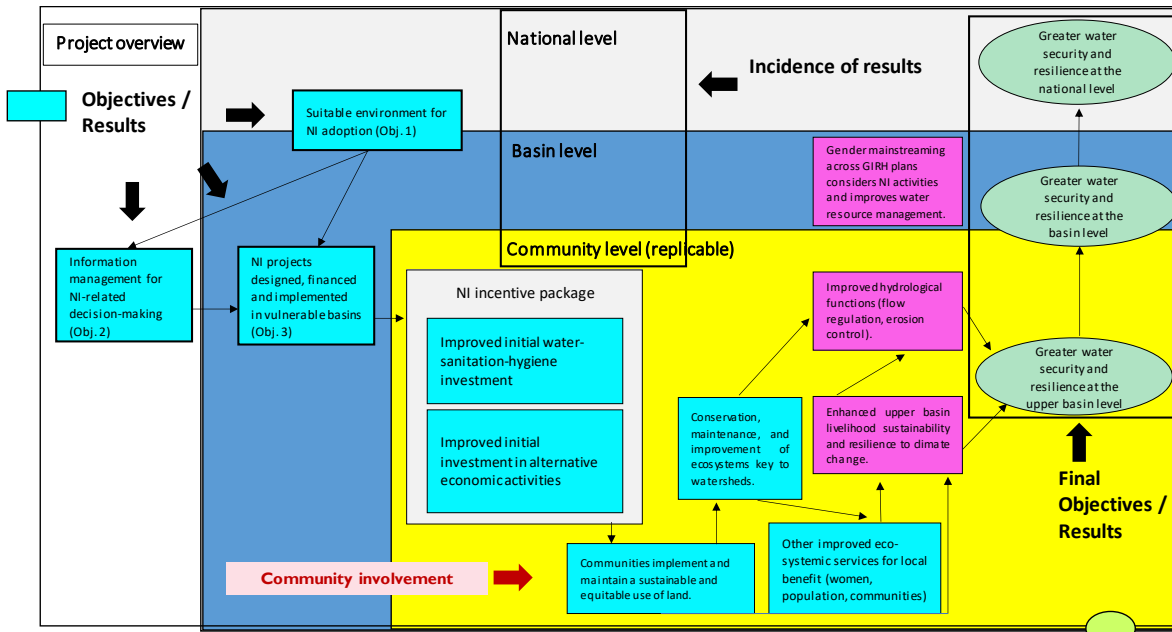 Project overview
Objectives /
Results
National level
Incidence of results
Greater water
security and
resilience at the
national level
Suitable environment for
NI adoption (Obj. 1)
Basin level
Gender mainstreaming
across GIRH plans
considers NI activities
and improves water
resource management.
Greater water
security and
resilience at the
basin level
Community level (replicable)
Information
management for
NI-related
decision-making
(Obj. 2)
NI projects
designed, financed
and implemented
in vulnerable basins
(Obj. 3)
NI incentive package
Improved initial water-
sanitation-hygiene
investment
Improved initial
investment in alternative
economic activities
Improved hydrological
functions (flow
regulation, erosion
control).
Greater water
security and
resilience at the
upper basin level
Conservation,
maintenance, and
improvement of
ecosystems key to
watersheds.
Enhanced upper basin
livelihood sustainability
and resilience to climate
change.
Final
Objectives /
Results
Community involvement
Communities implement and
maintain a sustainable and
equitable use of land.
Other improved eco-
systemic services for local
benefit (women,
population, communities)